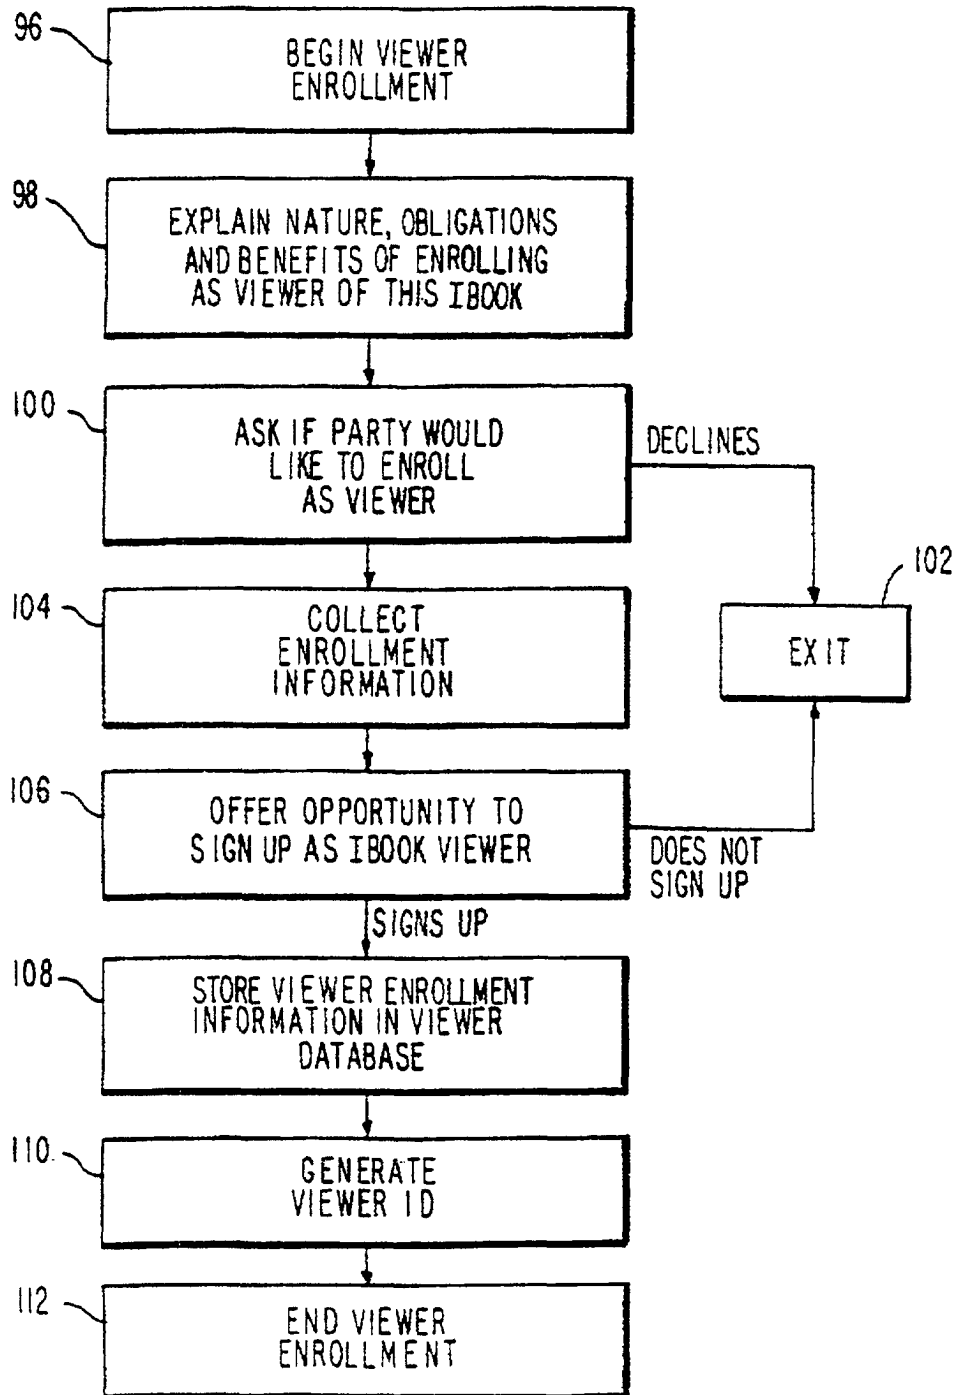 96
BEGIN VIEWER
ENROLLMENT
98
EXPLAIN NATURE, OBLIGATIONS
AND BENEFITS OF ENROLLING
AS VIEWER OF THIS IBOOK
100
ASK IF PARTY WOULD
LIKE TO ENROLL
AS VIEWER
DECLINES
102
EXIT
104
COLLECT
ENROLLMENT
INFORMATION
106
OFFER OPPORTUNITY TO
SIGN UP AS IBOOK VIEWER
DOES NOT
SIGN UP
SIGNS UP
108
STORE VIEWER ENROLLMENT
INFORMATION IN VIEWER
DATABASE
110
GENERATE
VIEWER ID
112
END VIEWER
ENROLLMENT